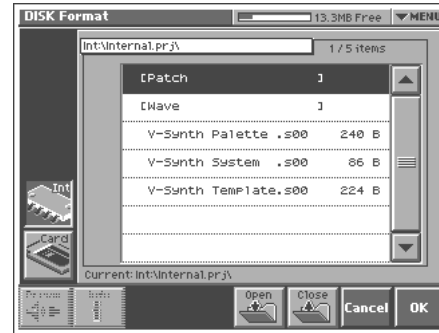 DISK Format 13.3MB Free ▼MENU
Int:\Internal.prj\ 1/5 items
[Patch ]
[Wave ]
V-Synth Palette .s00 240 B
V-Synth System .s00 86 B
V-Synth Template.s00 224 B
Int
Card
Current: Int:\Internal.prj\
Info Open Close Cancel OK